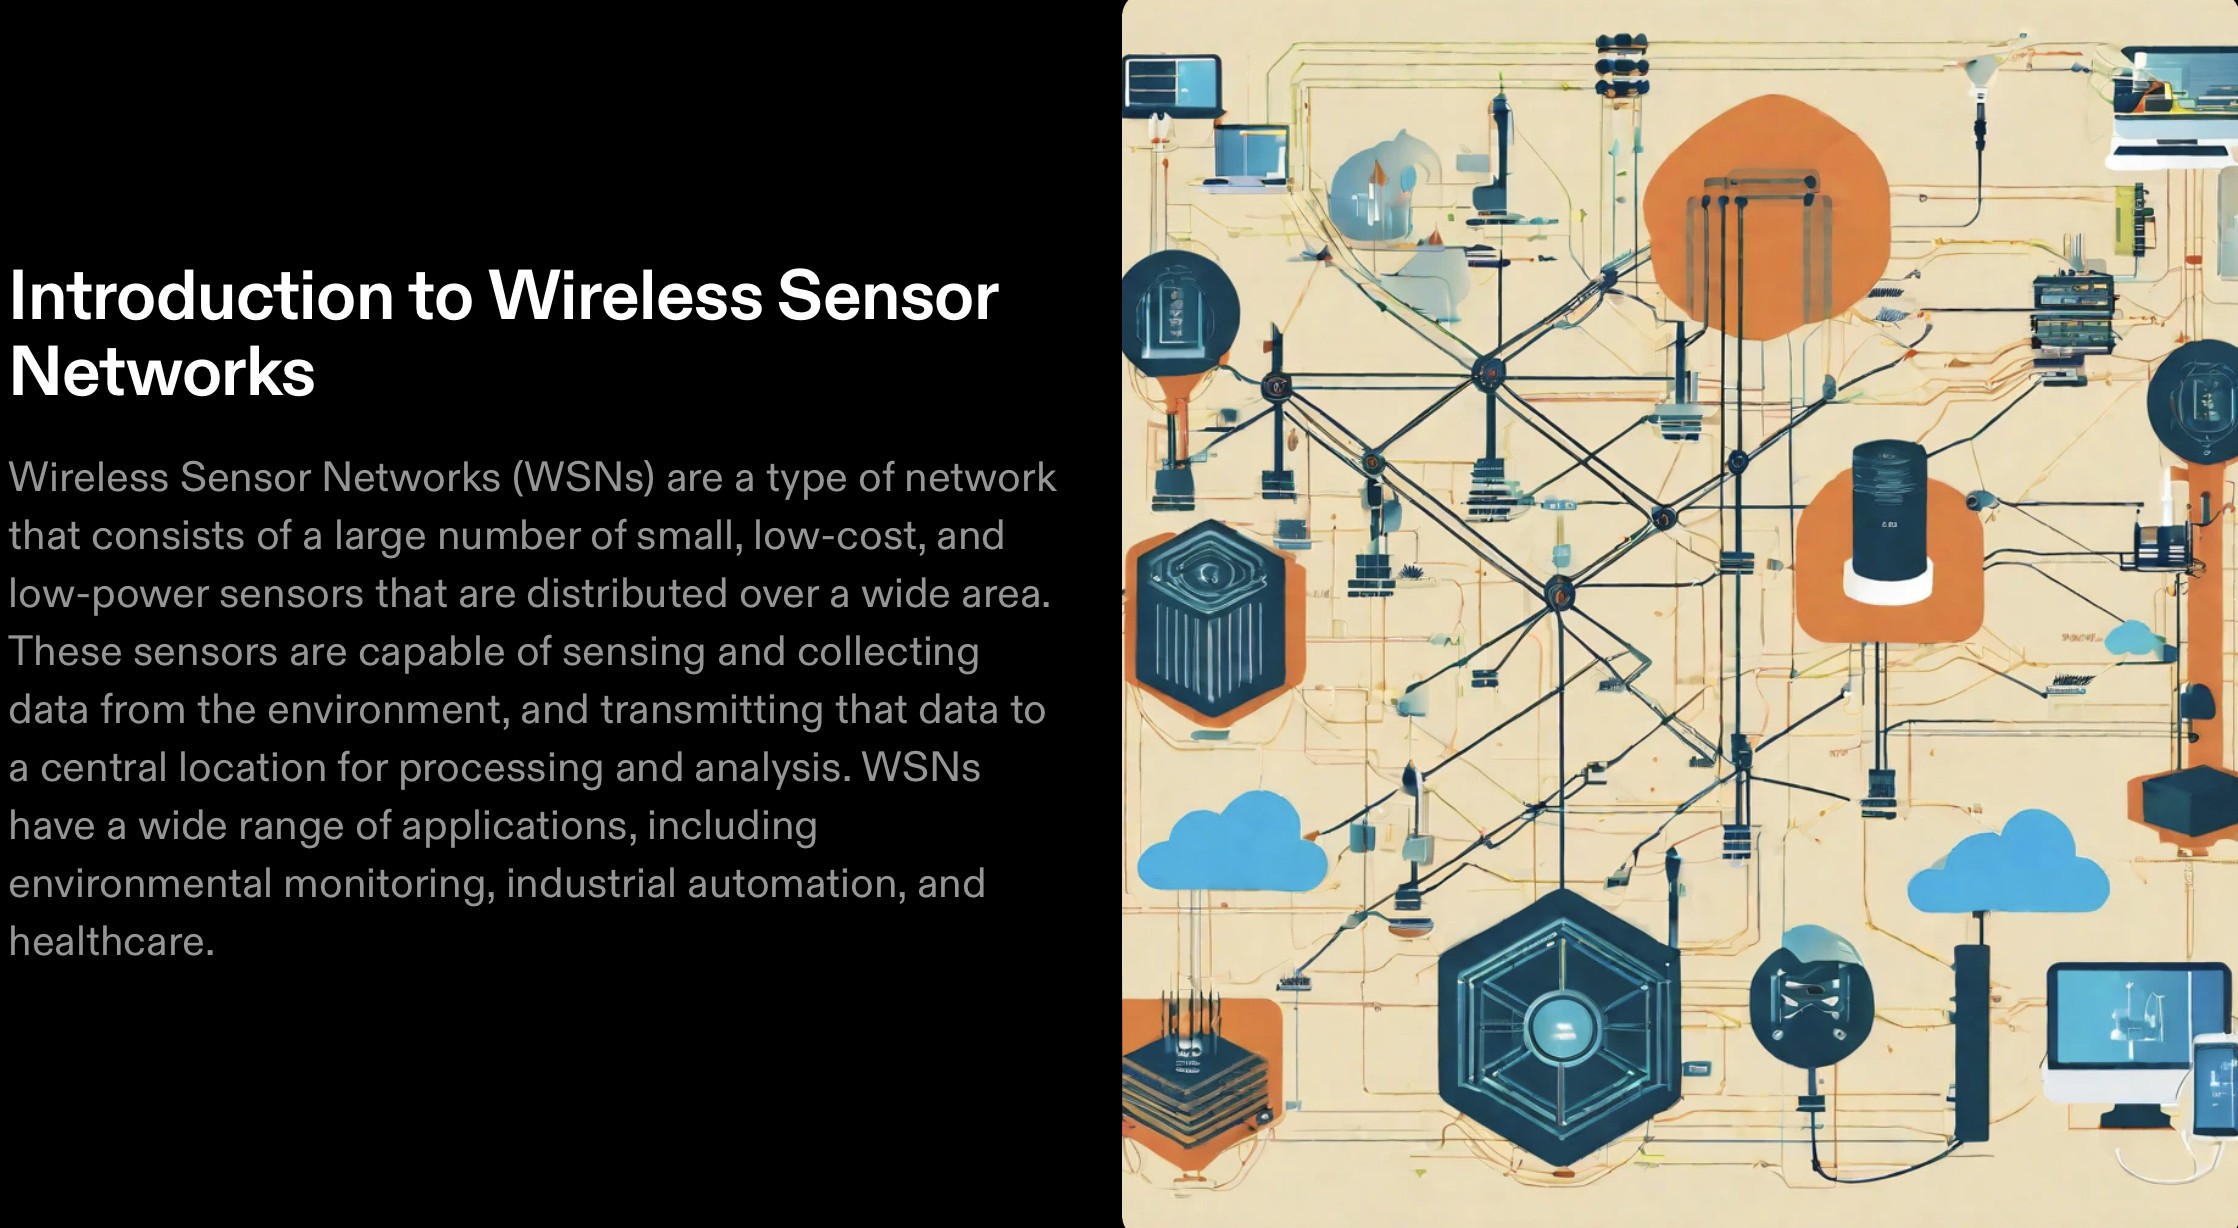 Introduction to Wireless Sensor
Networks
Wireless Sensor Networks (WSNs) are a type of network
that consists of a large number of small, low-cost, and
low-power sensors that are distributed over a wide area.
These sensors are capable of sensing and collecting
data from the environment, and transmitting that data to
a central location for processing and analysis. WSNs
have a wide range of applications, including
environmental monitoring, industrial automation, and
healthcare.